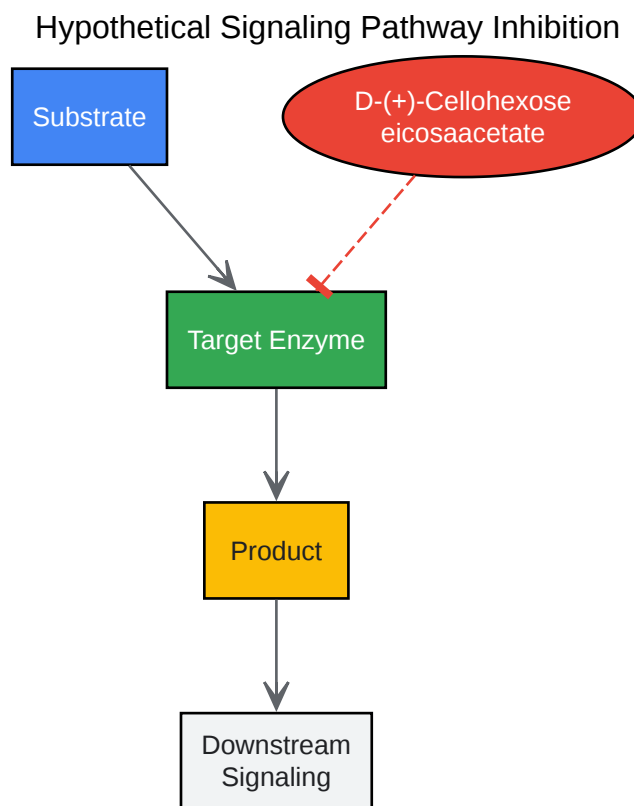 Hypothetical Signaling Pathway Inhibition
Substrate
D-(+)-Cellohexose
eicosaacetate
Target Enzyme
Product
Downstream
Signaling